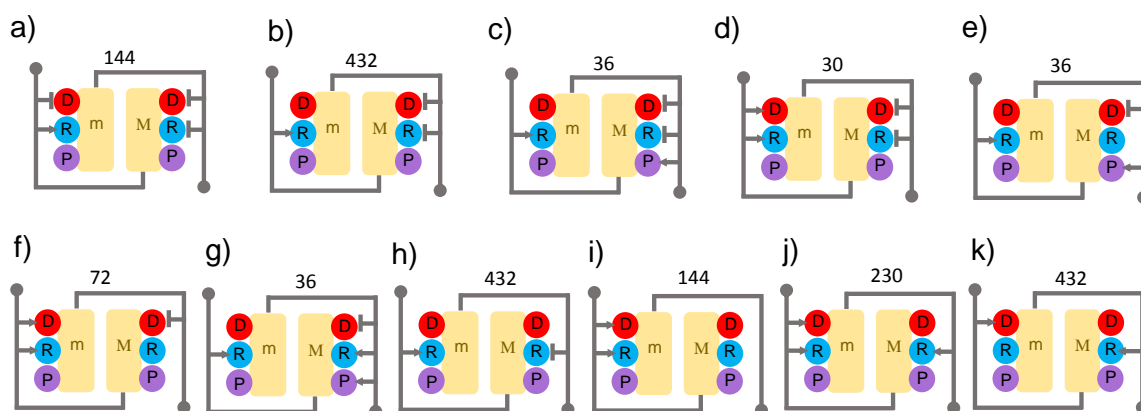 a) b) c) d) e)
144 432 36 30 36
D D D D D D D D D D
m M m M m M m M m M
R R R R R R R R R R
P P P P P P P P P P
f) g) h) i) j) k)
72 36 432 144 230 432
D D D D D D D D D D D D
m M m M m M m M m M m M
R R R R R R R R R R R R
P P P P P P P P P P P P